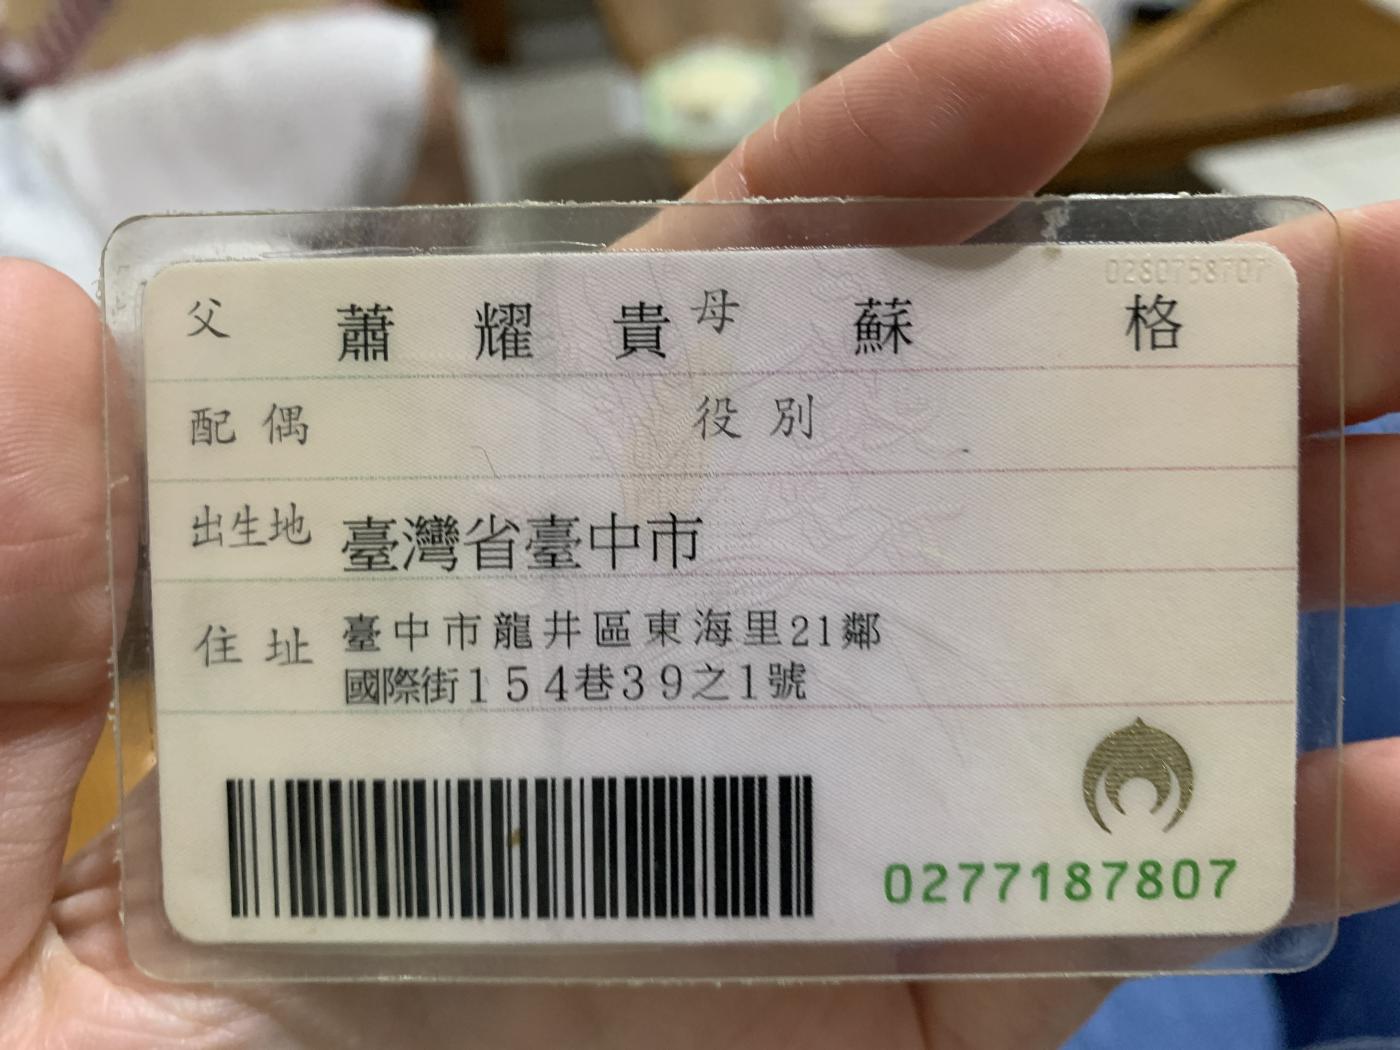 0280758707
父 蕭耀貴 母 蘇格
配偶 役別
出生地 臺灣省臺中市
住址 臺中市龍井區東海里21鄰
國際街154巷39之1號
0277187807